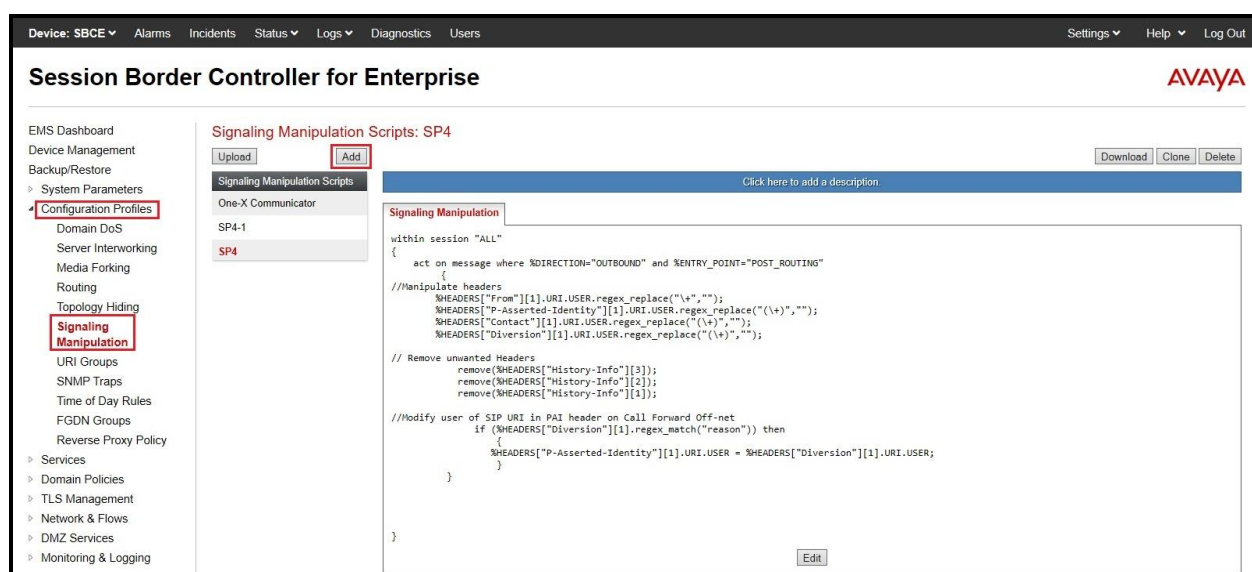 Device: SBCE Alarms Incidents Status Logs Diagnostics Users Settings Help Log Out
Session Border Controller for Enterprise
AVAYA
EMS Dashboard
Device Management
Backup/Restore
System Parameters
Configuration Profiles
Domain DoS
Server Interworking
Media Forking
Routing
Topology Hiding
Signaling
Manipulation
URI Groups
SNMP Traps
Time of Day Rules
FGDN Groups
Reverse Proxy Policy
Services
Domain Policies
TLS Management
Network & Flows
DMZ Services
Monitoring & Logging
Signaling Manipulation Scripts: SP4
Upload Add Download Clone Delete
Signaling Manipulation Scripts
One-X Communicator
SP4-1
SP4
Click here to add a description.
Signaling Manipulation
within session "ALL"
{
act on message where %DIRECTION="OUTBOUND" and %ENTRY_POINT="POST_ROUTING"
{
//Manipulate headers
%HEADERS["From"][1].URI.USER.regex_replace("\+","");
%HEADERS["P-Asserted-Identity"][1].URI.USER.regex_replace("(\+)","");
%HEADERS["Contact"][1].URI.USER.regex_replace("(\+)","");
%HEADERS["Diversion"][1].URI.USER.regex_replace("(\+)","");
// Remove unwanted Headers
remove(%HEADERS["History-Info"][3]);
remove(%HEADERS["History-Info"][2]);
remove(%HEADERS["History-Info"][1]);
//Modify user of SIP URI in PAI header on Call Forward Off-net
if (%HEADERS["Diversion"][1].regex_match("reason")) then
{
%HEADERS["P-Asserted-Identity"][1].URI.USER = %HEADERS["Diversion"][1].URI.USER;
}
}
}
Edit